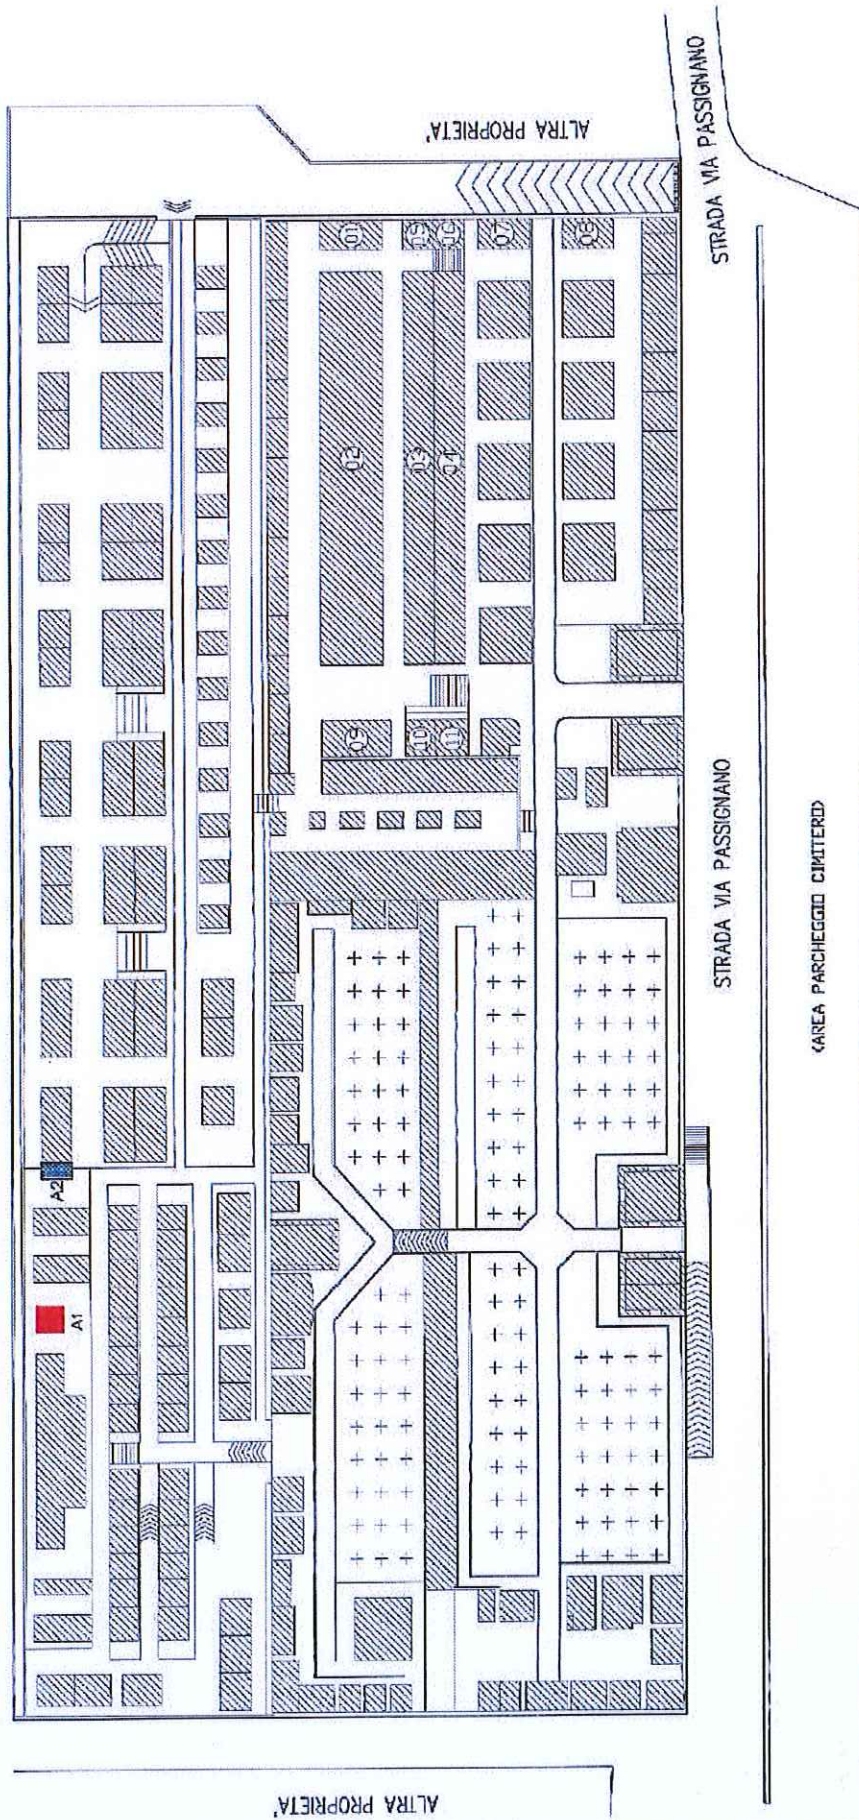 ALTRA PROPRIETA'
STRADA VIA PASSIGNANO
01
05
06
07
08
02
03
04
09
10
11
STRADA VIA PASSIGNANO
(AREA PARCHEGGIO CIMITERO)
A2
A1
ALTRA PROPRIETA'